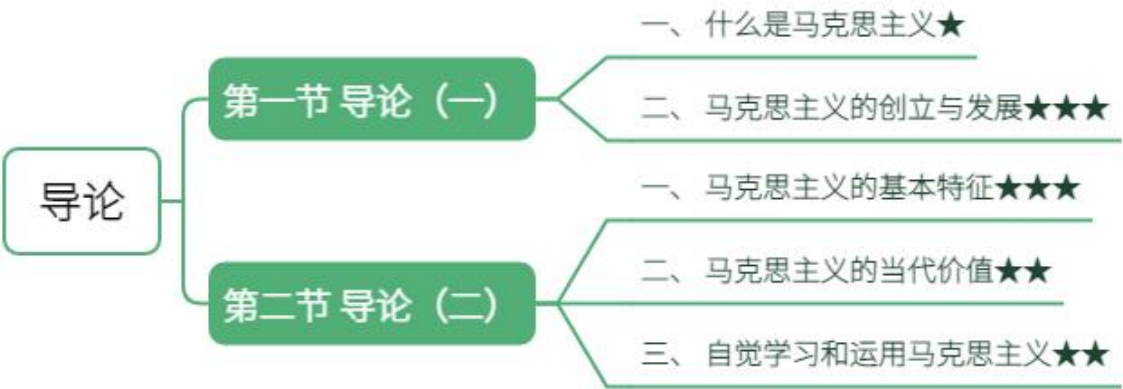 导论
第一节 导论（一）
一、 什么是马克思主义★
二、 马克思主义的创立与发展★★★
第二节 导论（二）
一、 马克思主义的基本特征★★★
二、 马克思主义的当代价值★★
三、 自觉学习和运用马克思主义★★